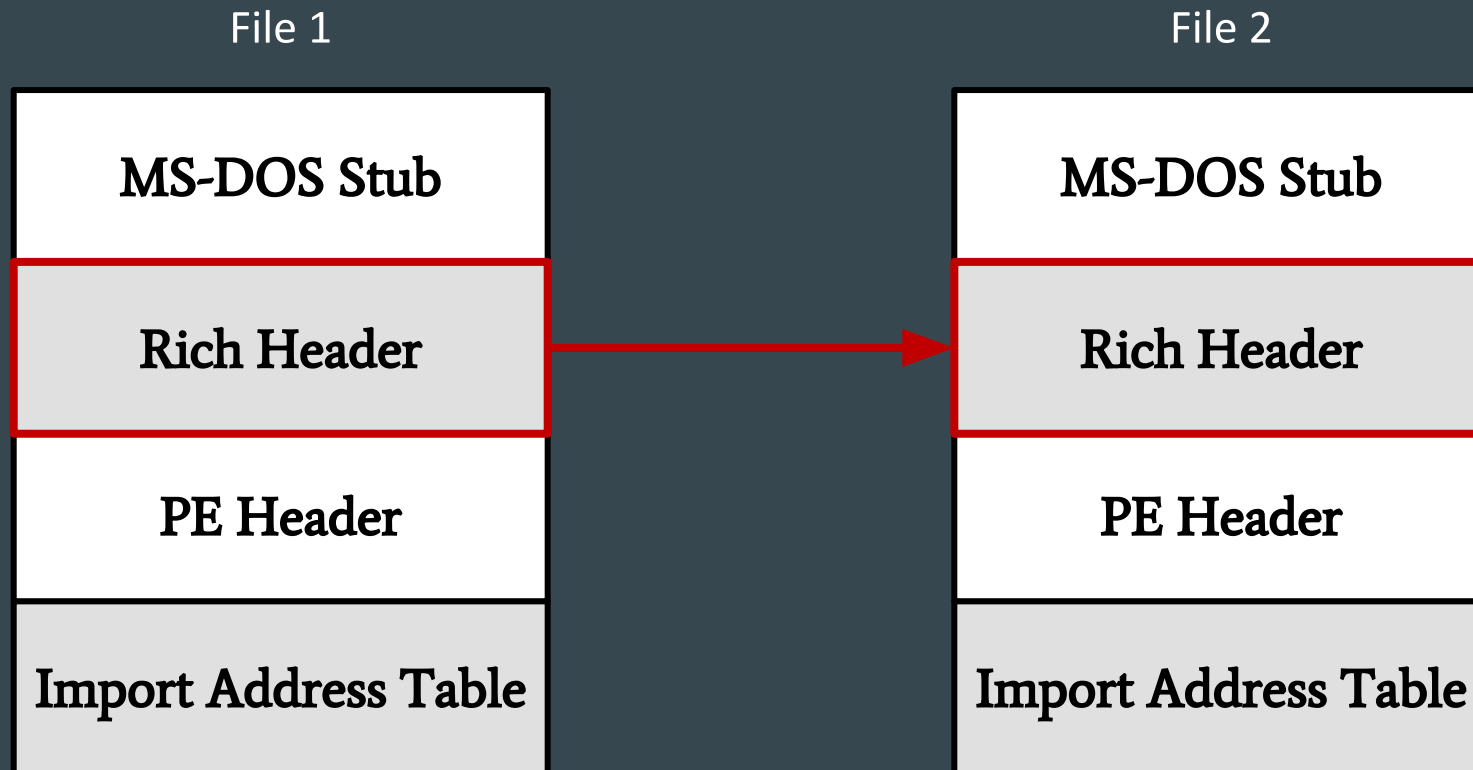 File 1
MS-DOS Stub
Rich Header
PE Header
Import Address Table
File 2
MS-DOS Stub
Rich Header
PE Header
Import Address Table